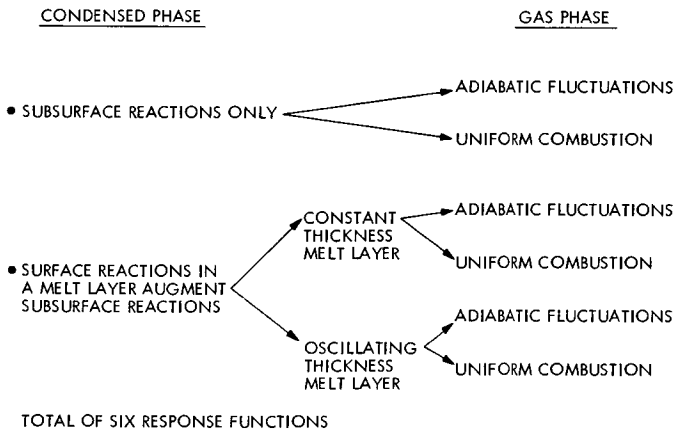 CONDENSED PHASE
GAS PHASE
• SUBSURFACE REACTIONS ONLY
ADIABATIC FLUCTUATIONS
UNIFORM COMBUSTION
• SURFACE REACTIONS IN
A MELT LAYER AUGMENT
SUBSURFACE REACTIONS
CONSTANT
THICKNESS
MELT LAYER
ADIABATIC FLUCTUATIONS
UNIFORM COMBUSTION
OSCILLATING
THICKNESS
MELT LAYER
ADIABATIC FLUCTUATIONS
UNIFORM COMBUSTION
TOTAL OF SIX RESPONSE FUNCTIONS